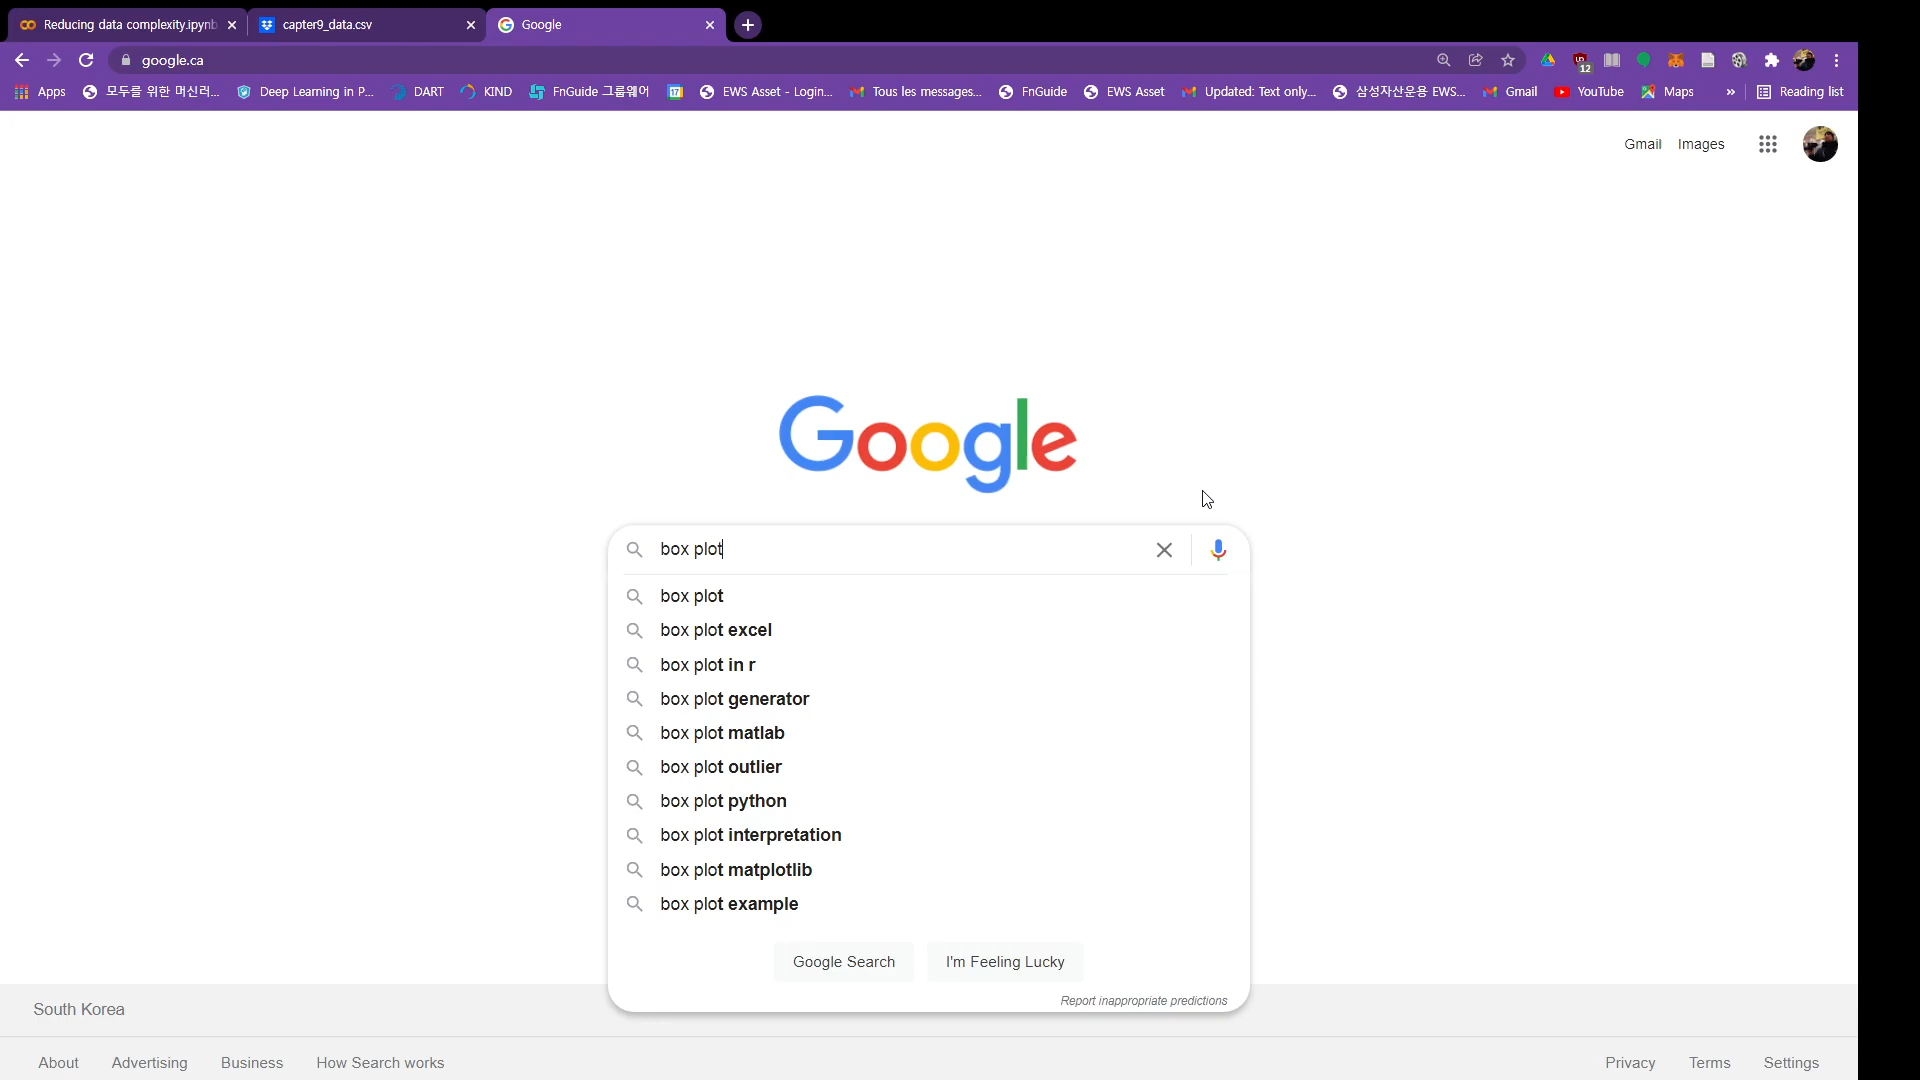 Reducing data complexity.ipynb
capter9_data.csv
Google
google.ca
12
Apps
모두를 위한 머신러...
Deep Learning in P...
DART
KIND
FnGuide 그룹웨어
17
EWS Asset - Login...
Tous les messages...
FnGuide
EWS Asset
Updated: Text only...
삼성자산운용 EWS...
Gmail
YouTube
Maps
»
Reading list
Gmail Images
Google
box plot
box plot
box plot excel
box plot in r
box plot generator
box plot matlab
box plot outlier
box plot python
box plot interpretation
box plot matplotlib
box plot example
Google Search
I'm Feeling Lucky
Report inappropriate predictions
South Korea
About Advertising Business How Search works
Privacy Terms Settings